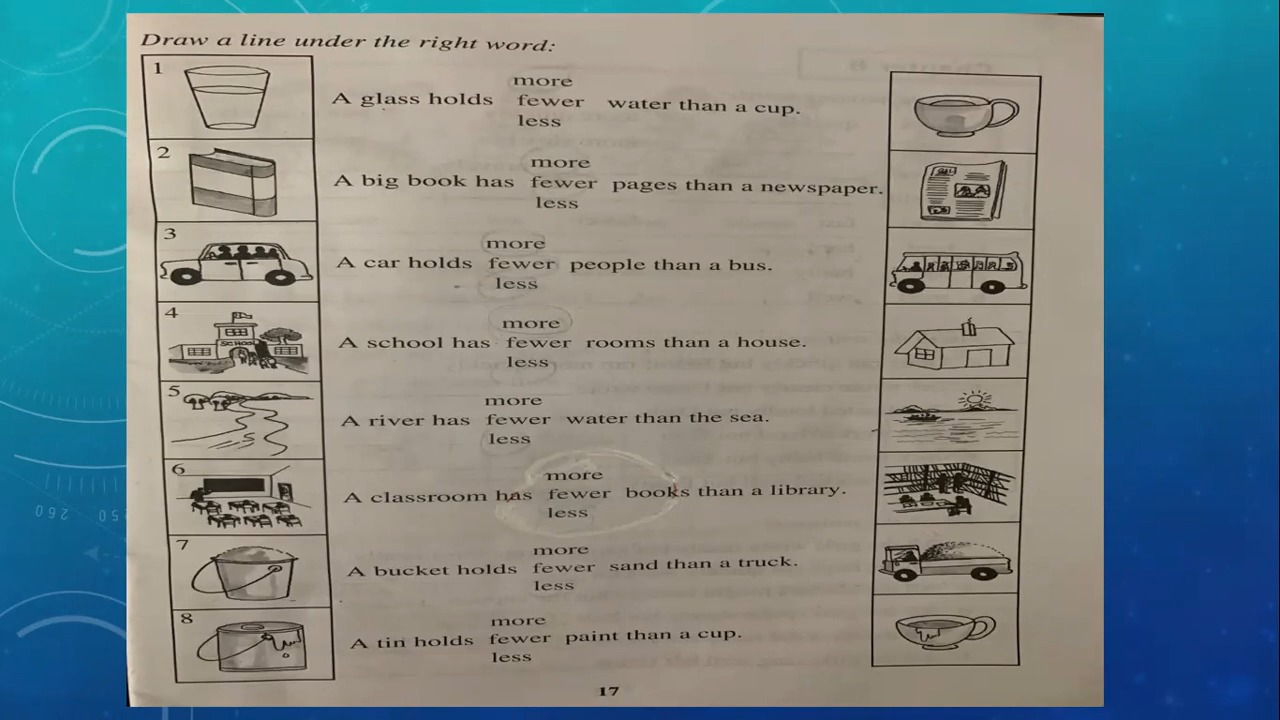 Draw a line under the right word:
1
more
A glass holds fewer water than a cup.
less
2
more
A big book has fewer pages than a newspaper.
less
3
more
A car holds fewer people than a bus.
less
4
SCHOOL
more
A school has fewer rooms than a house.
less
5
more
A river has fewer water than the sea.
less
6
more
A classroom has fewer books than a library.
less
7
more
A bucket holds fewer sand than a truck.
less
8
more
A tin holds fewer paint than a cup.
less
17
260
250